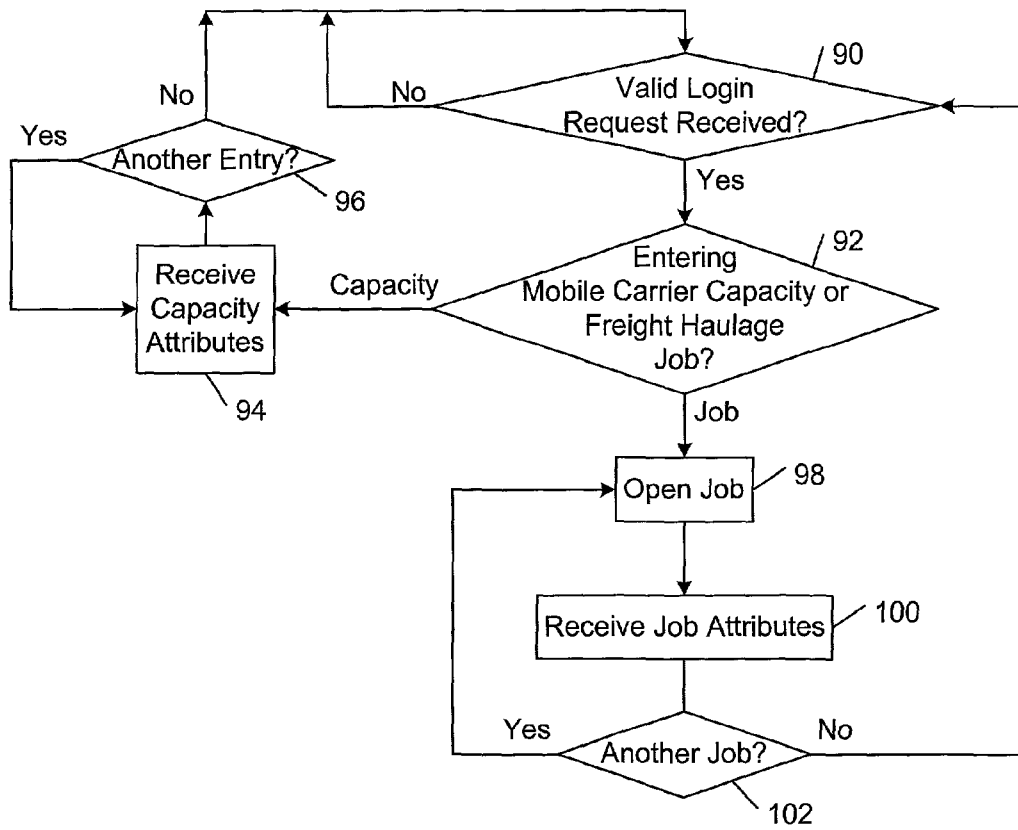 90
Valid Login
Request Received?
No
No
Yes
Another Entry?
96
Yes
92
Entering
Mobile Carrier Capacity or
Freight Haulage
Job?
Capacity
Receive
Capacity
Attributes
94
Job
Open Job
98
Receive Job Attributes
100
Yes
No
Another Job?
102